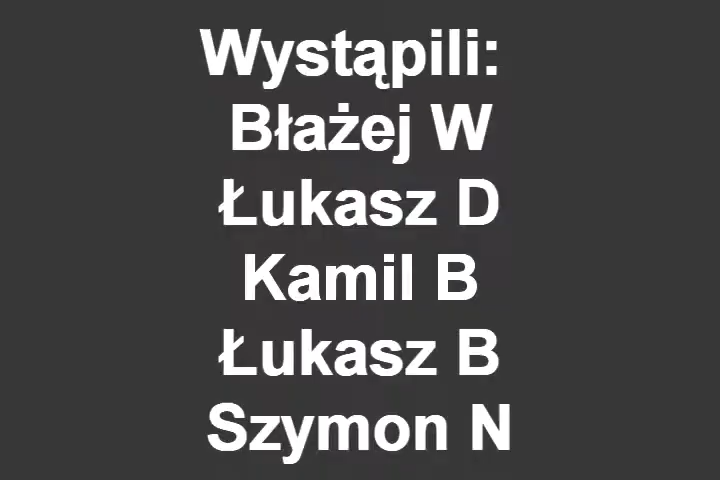 Wystąpili:
Błażej W
Łukasz D
Kamil B
Łukasz B
Szymon N